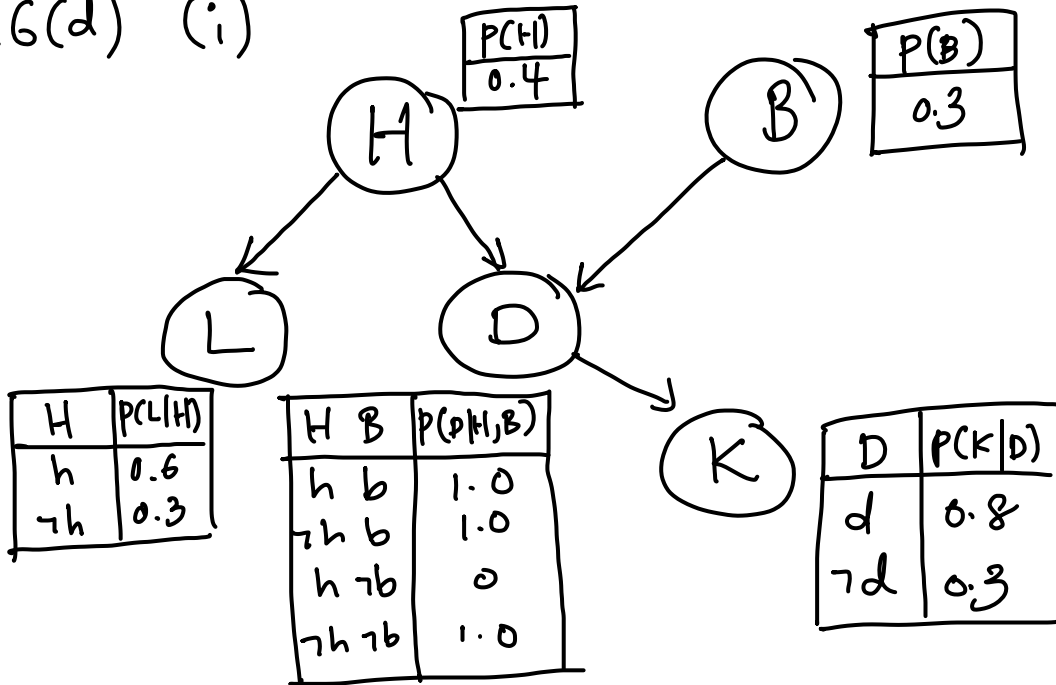 6(d) (i)
P(H)
0.4
H
P(B)
0.3
B
L
D
H P(L|H)
h 0.6
¬h 0.3
H B P(D|H,B)
h b 1.0
¬h b 1.0
h ¬b 0
¬h ¬b 1.0
K
D P(K|D)
d 0.8
¬d 0.3